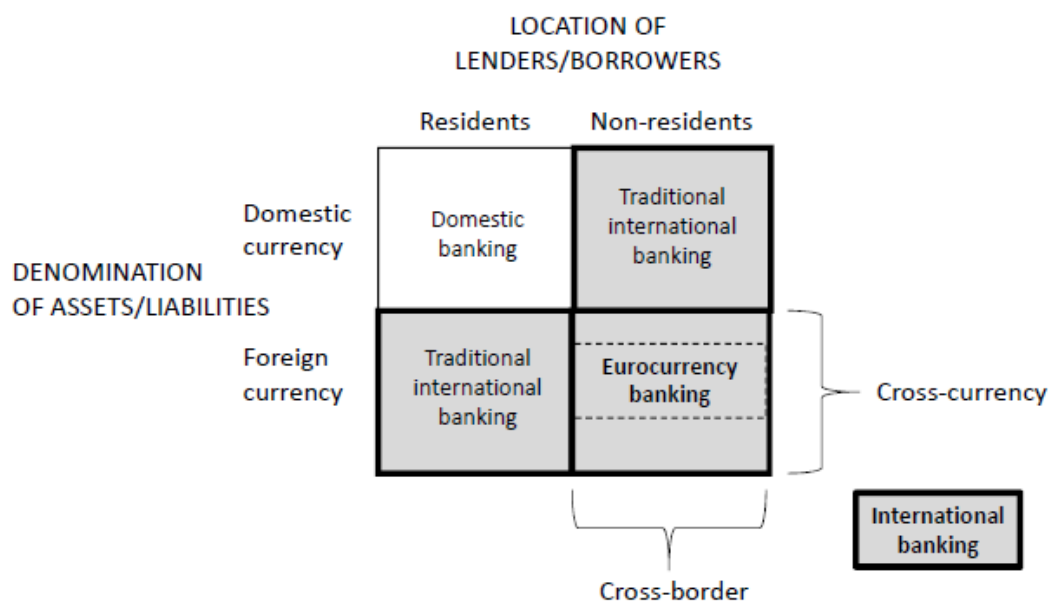 LOCATION OF
LENDERS/BORROWERS
Residents
Non-residents
Domestic
currency
Domestic
banking
Traditional
international
banking
DENOMINATION
OF ASSETS/LIABILITIES
Foreign
currency
Traditional
international
banking
Eurocurrency
banking
Cross-currency
International
banking
Cross-border